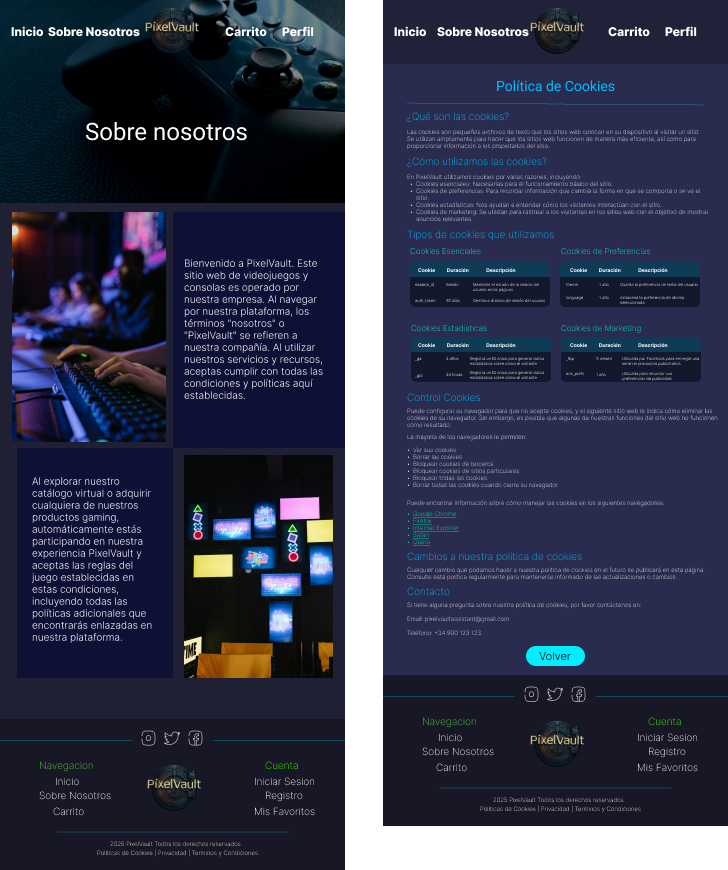 Inicio Sobre Nosotros PixelVault Carrito Perfil
Sobre nosotros
Bienvenido a PixelVault. Este
sitio web de videojuegos y
consolas es operado por
nuestra empresa. Al navegar
por nuestra plataforma, los
términos "nosotros" o
"PixelVault" se refieren a
nuestra compañía. Al utilizar
nuestros servicios y recursos,
aceptas cumplir con todas las
condiciones y políticas aquí
establecidas.
Al explorar nuestro
catálogo virtual o adquirir
cualquiera de nuestros
productos gaming,
automáticamente estás
participando en nuestra
experiencia PixelVault y
aceptas las reglas del
juego establecidas en
estas condiciones,
incluyendo todas las
políticas adicionales que
encontrarás enlazadas en
nuestra plataforma.
TIME
Navegacion
Inicio
Sobre Nosotros
Carrito
PixelVault
Cuenta
Iniciar Sesion
Registro
Mis Favoritos
2025 PixelVault Todos los derechos reservados
Politicas de Cookies | Privacidad | Terminos y Condiciones
Inicio Sobre Nosotros PixelVault Carrito Perfil
Política de Cookies
¿Qué son las cookies?
Las cookies son pequeños archivos de texto que los sitios web colocan en su dispositivo al visitar un sitio.
Se utilizan ampliamente para hacer que los sitios web funcionen de manera más eficiente, así como para
proporcionar información a los propietarios del sitio.
¿Cómo utilizamos las cookies?
En PixelVault utilizamos cookies por varias razones, incluyendo:
• Cookies esenciales: Necesarias para el funcionamiento básico del sitio.
• Cookies de preferencias: Para recordar información que cambia la forma en que se comporta o se ve el
sitio.
• Cookies estadísticas: Nos ayudan a entender cómo los visitantes interactúan con el sitio.
• Cookies de marketing: Se utilizan para rastrear a los visitantes en los sitios web con el objetivo de mostrar
anuncios relevantes.
Tipos de cookies que utilizamos
Cookies Esenciales
Cookie Duración Descripción
session_id Sesión Mantiene el estado de la sesión del
usuario entre páginas
auth_token 30 días
Cookies de Preferencias
Cookie Duración Descripción
theme 1 año Guarda la preferencia de tema del usuario
language 1 año Almacena la preferencia de idioma
seleccionada
Cookies Estadísticas
Cookie Duración Descripción
_ga 2 años Registra un ID único para generar datos
estadísticos sobre cómo el visitante
_gid 24 horas Registra un ID único para generar datos
estadísticos sobre cómo el visitante
Cookies de Marketing
Cookie Duración Descripción
_fbp 3 meses Utilizada por Facebook para entregar una
serie de productos publicitarios
ads_prefs 1 año Utilizada para recordar tus
preferencias de publicidad
Control Cookies
Puede configurar su navegador para que no acepte cookies, y el siguiente sitio web le indica cómo eliminar las
cookies de su navegador. Sin embargo, es posible que algunas de nuestras funciones del sitio web no funcionen
como resultado.
La mayoría de los navegadores le permiten:
• Ver sus cookies
• Borrar las cookies
• Bloquear cookies de terceros
• Bloquear cookies de sitios particulares
• Bloquear todas las cookies
• Borrar todas las cookies cuando cierre su navegador
Puede encontrar información sobre cómo manejar las cookies en los siguientes navegadores:
• Google Chrome
• Firefox
• Internet Explorer
• Safari
• Opera
Cambios a nuestra política de cookies
Cualquier cambio que podamos hacer a nuestra política de cookies en el futuro se publicará en esta página.
Consulte esta política regularmente para mantenerse informado de las actualizaciones o cambios.
Contacto
Si tiene alguna pregunta sobre nuestra política de cookies, por favor contáctenos en:
Email: pixelvaultassistant@gmail.com
Teléfono: +34 900 123 123
Volver
Navegacion
Inicio
Sobre Nosotros
Carrito
PixelVault
Cuenta
Iniciar Sesion
Registro
Mis Favoritos
2025 PixelVault Todos los derechos reservados
Politicas de Cookies | Privacidad | Terminos y Condiciones